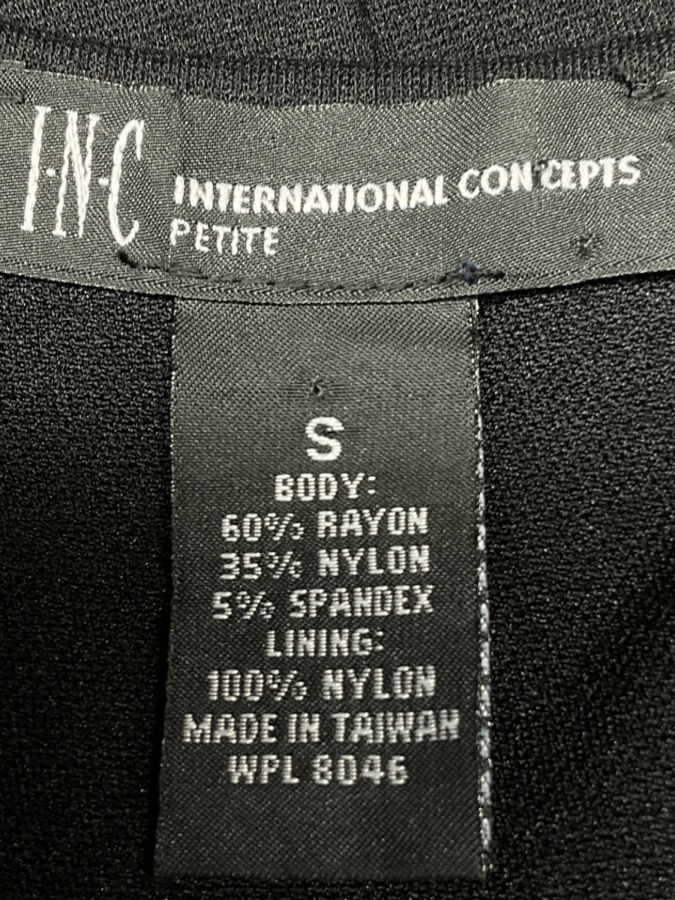 I·N·C INTERNATIONAL CONCEPTS
PETITE
S
BODY:
60% RAYON
35% NYLON
5% SPANDEX
LINING:
100% NYLON
MADE IN TAIWAN
WPL 8046